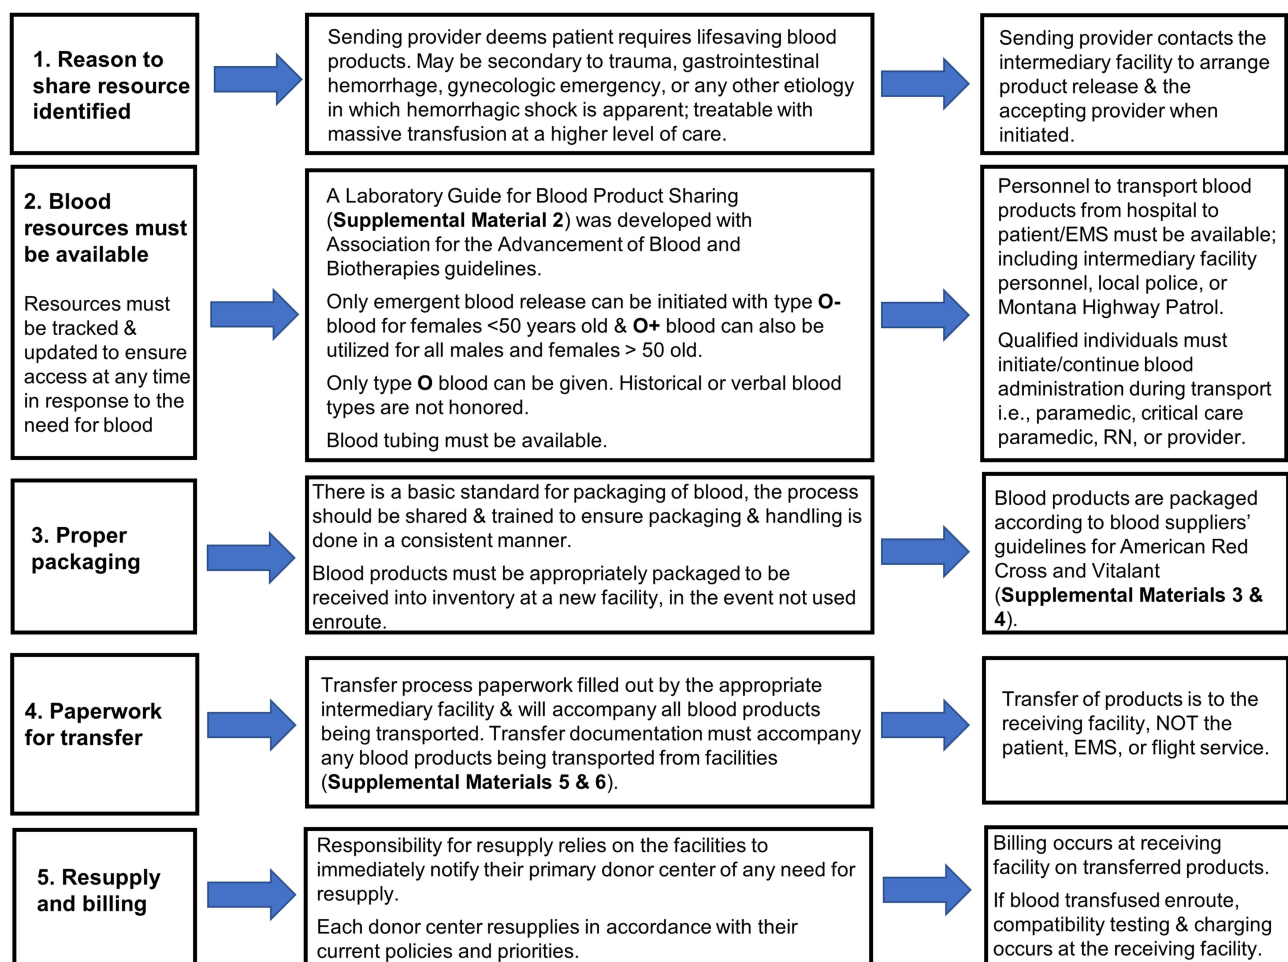 1. Reason to
share resource
identified
Sending provider deems patient requires lifesaving blood
products. May be secondary to trauma, gastrointestinal
hemorrhage, gynecologic emergency, or any other etiology
in which hemorrhagic shock is apparent; treatable with
massive transfusion at a higher level of care.
Sending provider contacts the
intermediary facility to arrange
product release & the
accepting provider when
initiated.
2. Blood
resources must
be available
Resources must
be tracked &
updated to ensure
access at any time
in response to the
need for blood
A Laboratory Guide for Blood Product Sharing
(Supplemental Material 2) was developed with
Association for the Advancement of Blood and
Biotherapies guidelines.
Only emergent blood release can be initiated with type O-
blood for females <50 years old & O+ blood can also be
utilized for all males and females > 50 old.
Only type O blood can be given. Historical or verbal blood
types are not honored.
Blood tubing must be available.
Personnel to transport blood
products from hospital to
patient/EMS must be available;
including intermediary facility
personnel, local police, or
Montana Highway Patrol.
Qualified individuals must
initiate/continue blood
administration during transport
i.e., paramedic, critical care
paramedic, RN, or provider.
3. Proper
packaging
There is a basic standard for packaging of blood, the process
should be shared & trained to ensure packaging & handling is
done in a consistent manner.
Blood products must be appropriately packaged to be
received into inventory at a new facility, in the event not used
enroute.
Blood products are packaged
according to blood suppliers’
guidelines for American Red
Cross and Vitalant
(Supplemental Materials 3 &
4).
4. Paperwork
for transfer
Transfer process paperwork filled out by the appropriate
intermediary facility & will accompany all blood products
being transported. Transfer documentation must accompany
any blood products being transported from facilities
(Supplemental Materials 5 & 6).
Transfer of products is to the
receiving facility, NOT the
patient, EMS, or flight service.
5. Resupply
and billing
Responsibility for resupply relies on the facilities to
immediately notify their primary donor center of any need for
resupply.
Each donor center resupplies in accordance with their
current policies and priorities.
Billing occurs at receiving
facility on transferred products.
If blood transfused enroute,
compatibility testing & charging
occurs at the receiving facility.